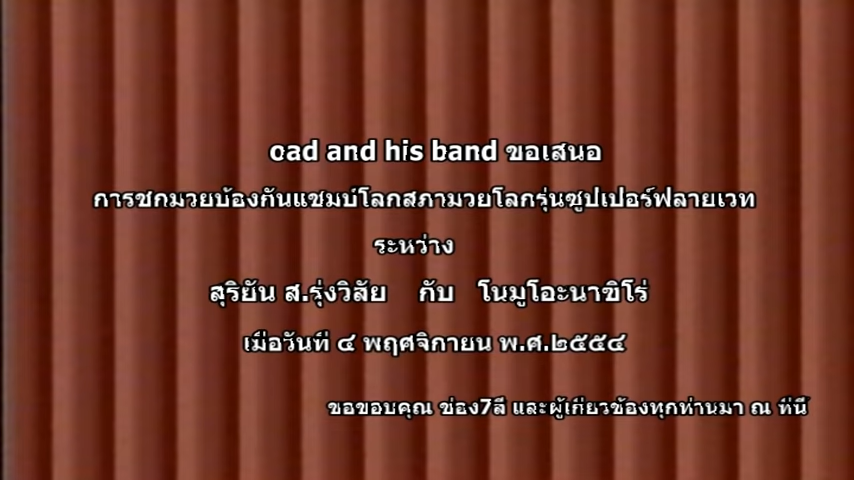 oad and his band ขอเสนอ
การชกมวยป้องกันแชมป์โลกสภามวยโลกรุ่นซูปเปอร์ฟลายเวท
ระหว่าง
สุริยัน ส.รุ่งวิสัย กับ โนมูโอะนาฃิโร่
เมื่อวันที่ ๔ พฤศจิกายน พ.ศ.๒๕๕๔
ขอขอบคุณ ช่อง7สี และผู้เกี่ยวข้องทุกท่านมา ณ ที่นี้